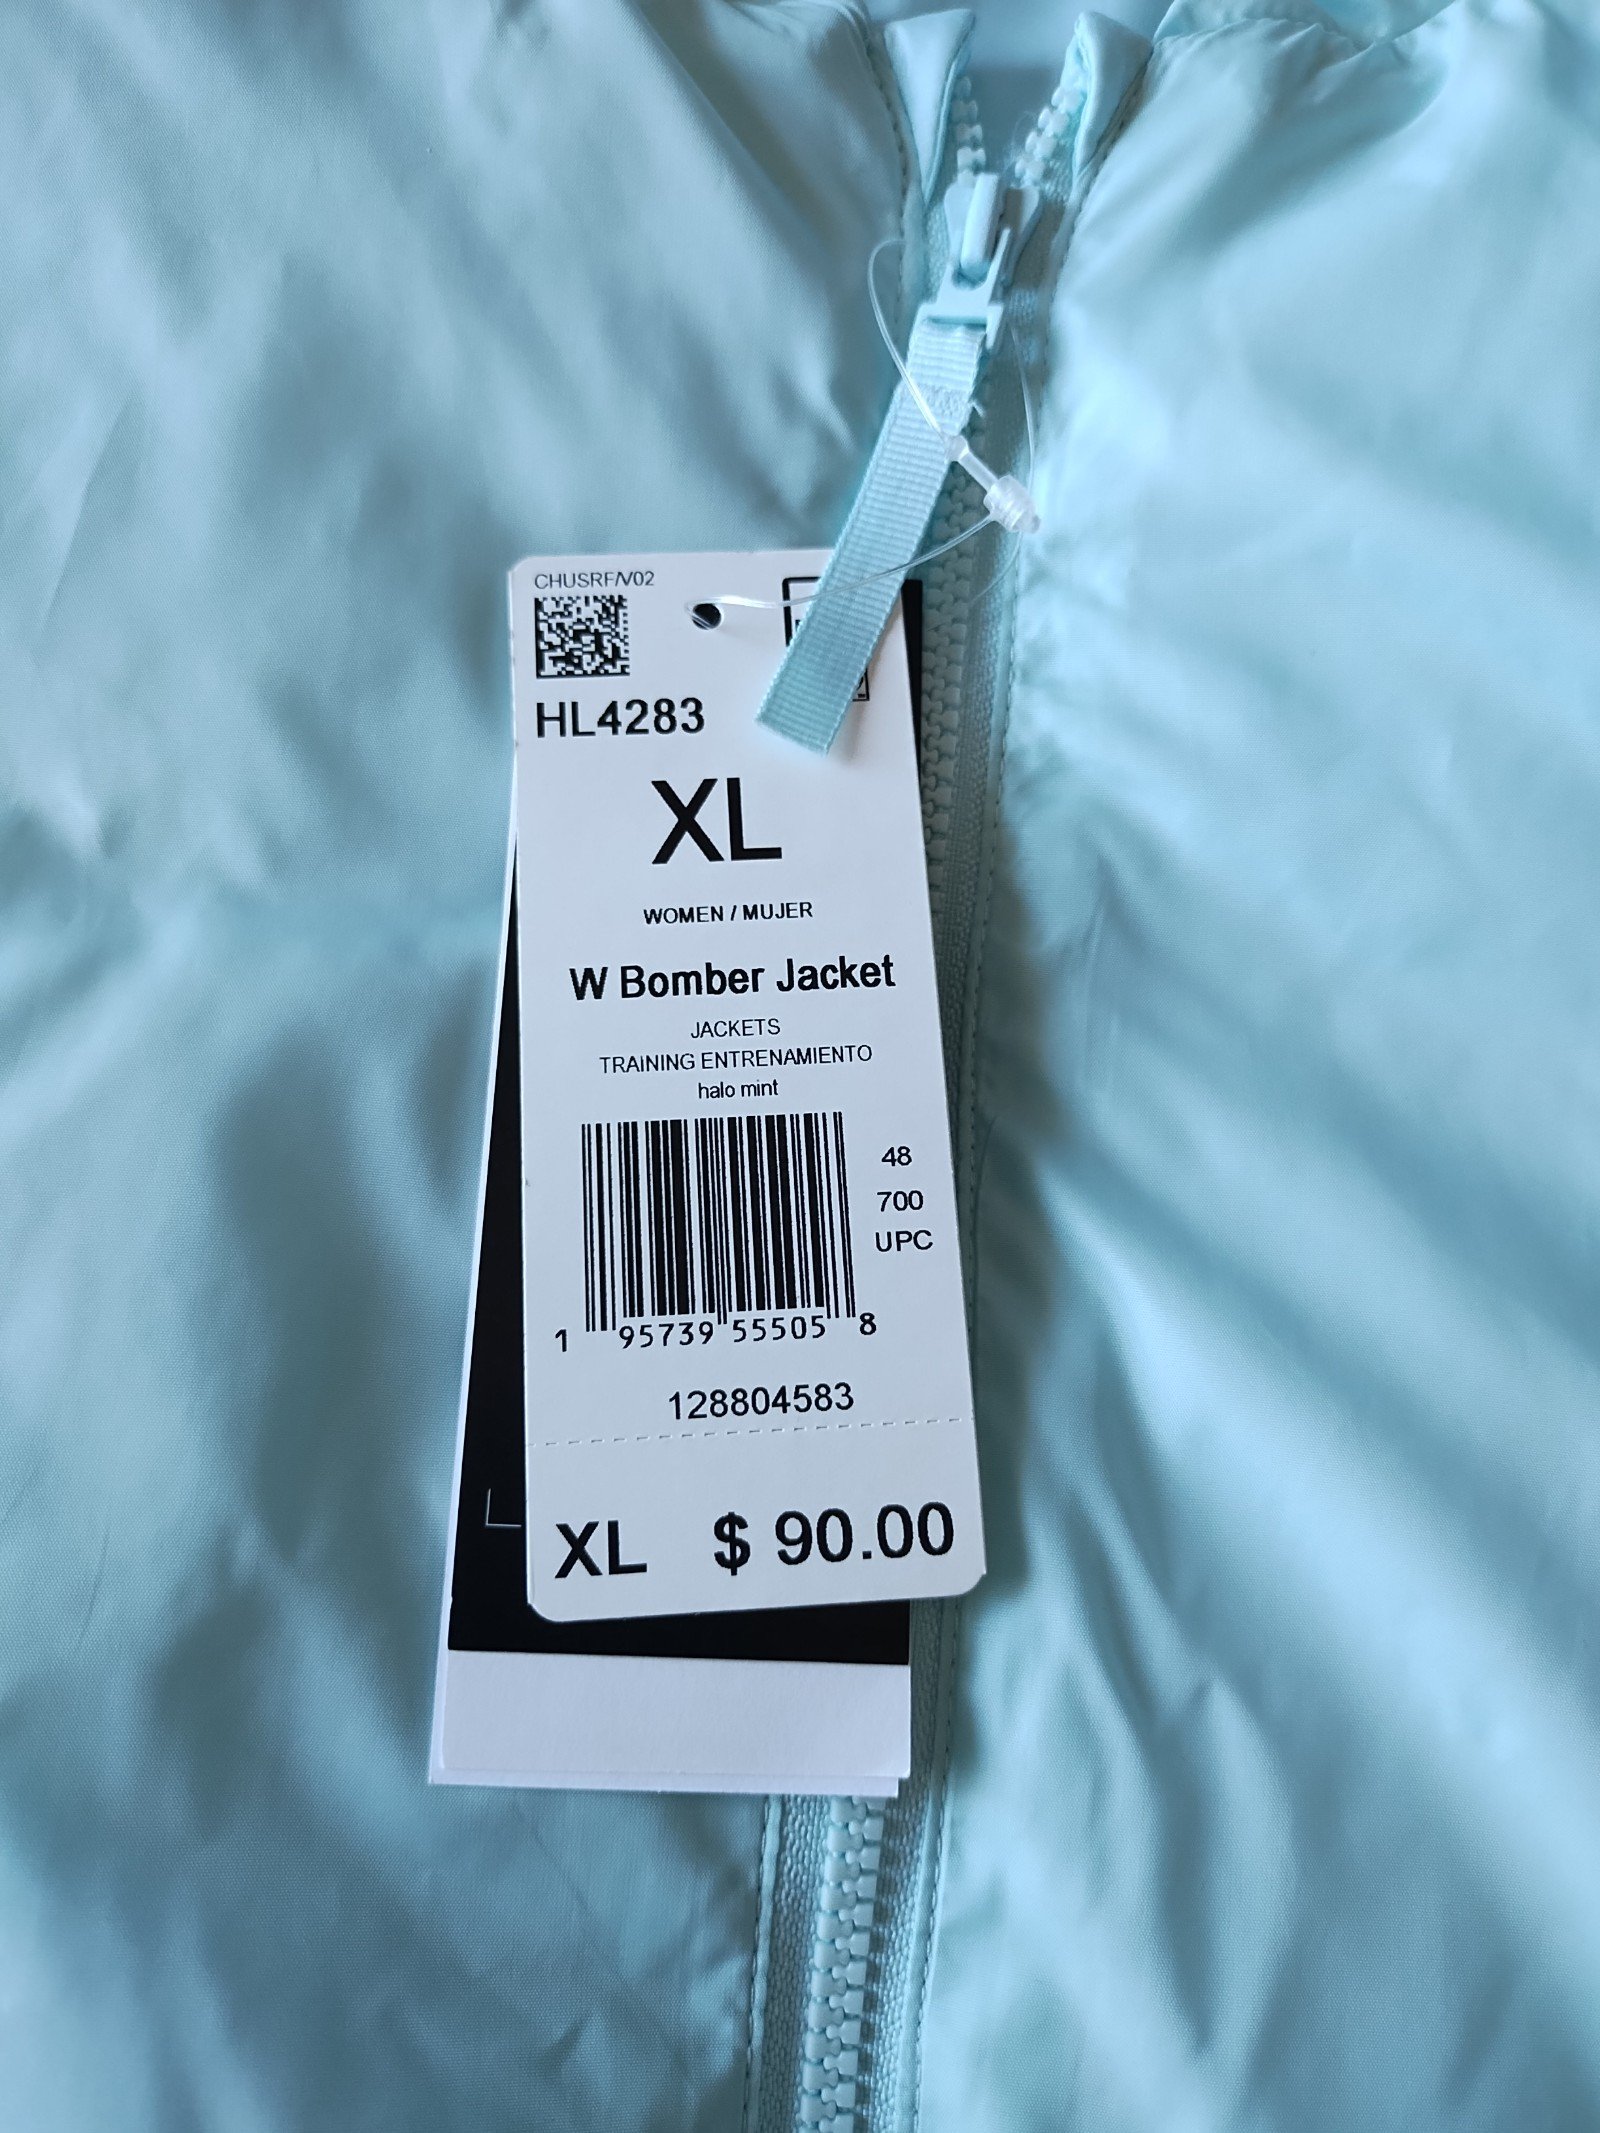 CHUSRF/V02
HL4283
XL
WOMEN / MUJER
W Bomber Jacket
JACKETS
TRAINING ENTRENAMIENTO
halo mint
48
700
UPC
1 95739 55505 8
128804583
XL $ 90.00